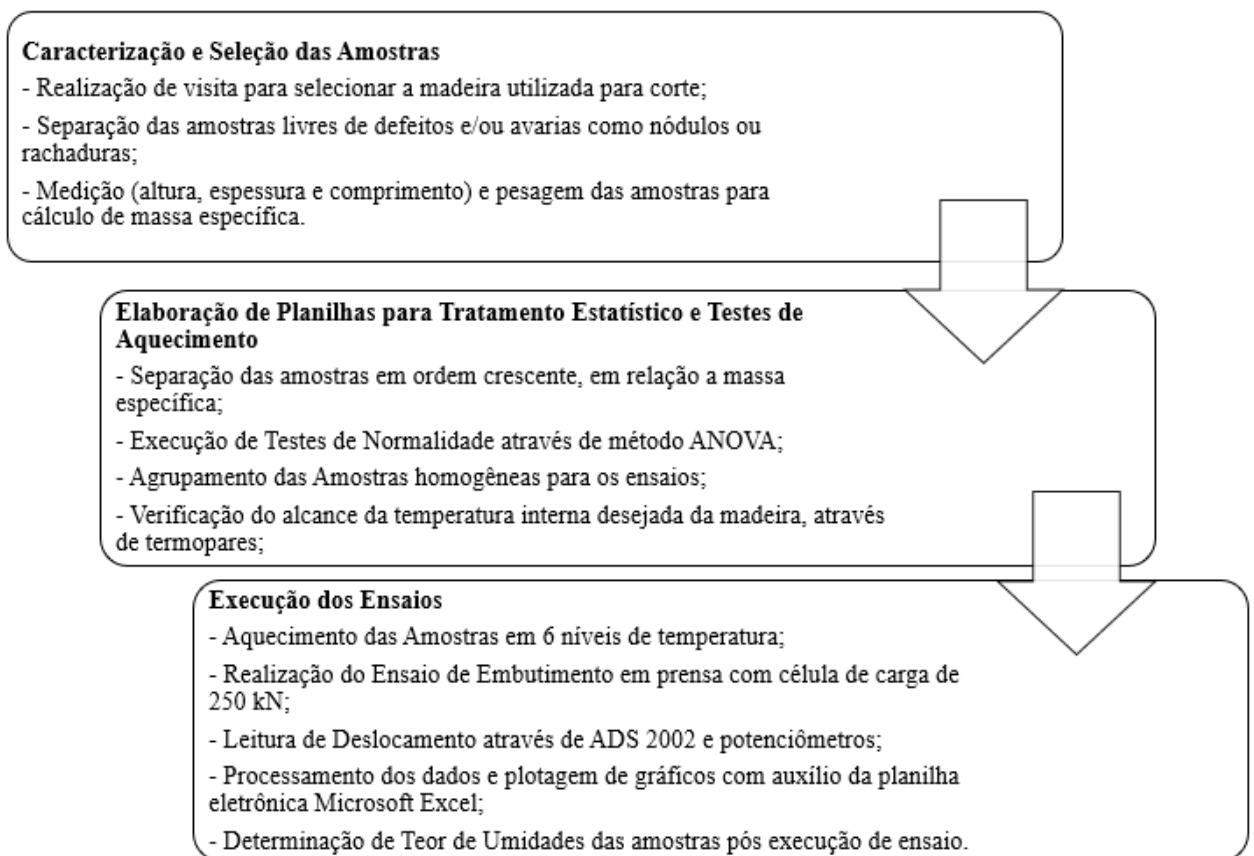 Caracterização e Seleção das Amostras
- Realização de visita para selecionar a madeira utilizada para corte;
- Separação das amostras livres de defeitos e/ou avarias como nódulos ou
rachaduras;
- Medição (altura, espessura e comprimento) e pesagem das amostras para
cálculo de massa específica.
Elaboração de Planilhas para Tratamento Estatístico e Testes de
Aquecimento
- Separação das amostras em ordem crescente, em relação a massa
específica;
- Execução de Testes de Normalidade através de método ANOVA;
- Agrupamento das Amostras homogêneas para os ensaios;
- Verificação do alcance da temperatura interna desejada da madeira, através
de termopares;
Execução dos Ensaios
- Aquecimento das Amostras em 6 níveis de temperatura;
- Realização do Ensaio de Embutimento em prensa com célula de carga de
250 kN;
- Leitura de Deslocamento através de ADS 2002 e potenciômetros;
- Processamento dos dados e plotagem de gráficos com auxílio da planilha
eletrônica Microsoft Excel;
- Determinação de Teor de Umidades das amostras pós execução de ensaio.